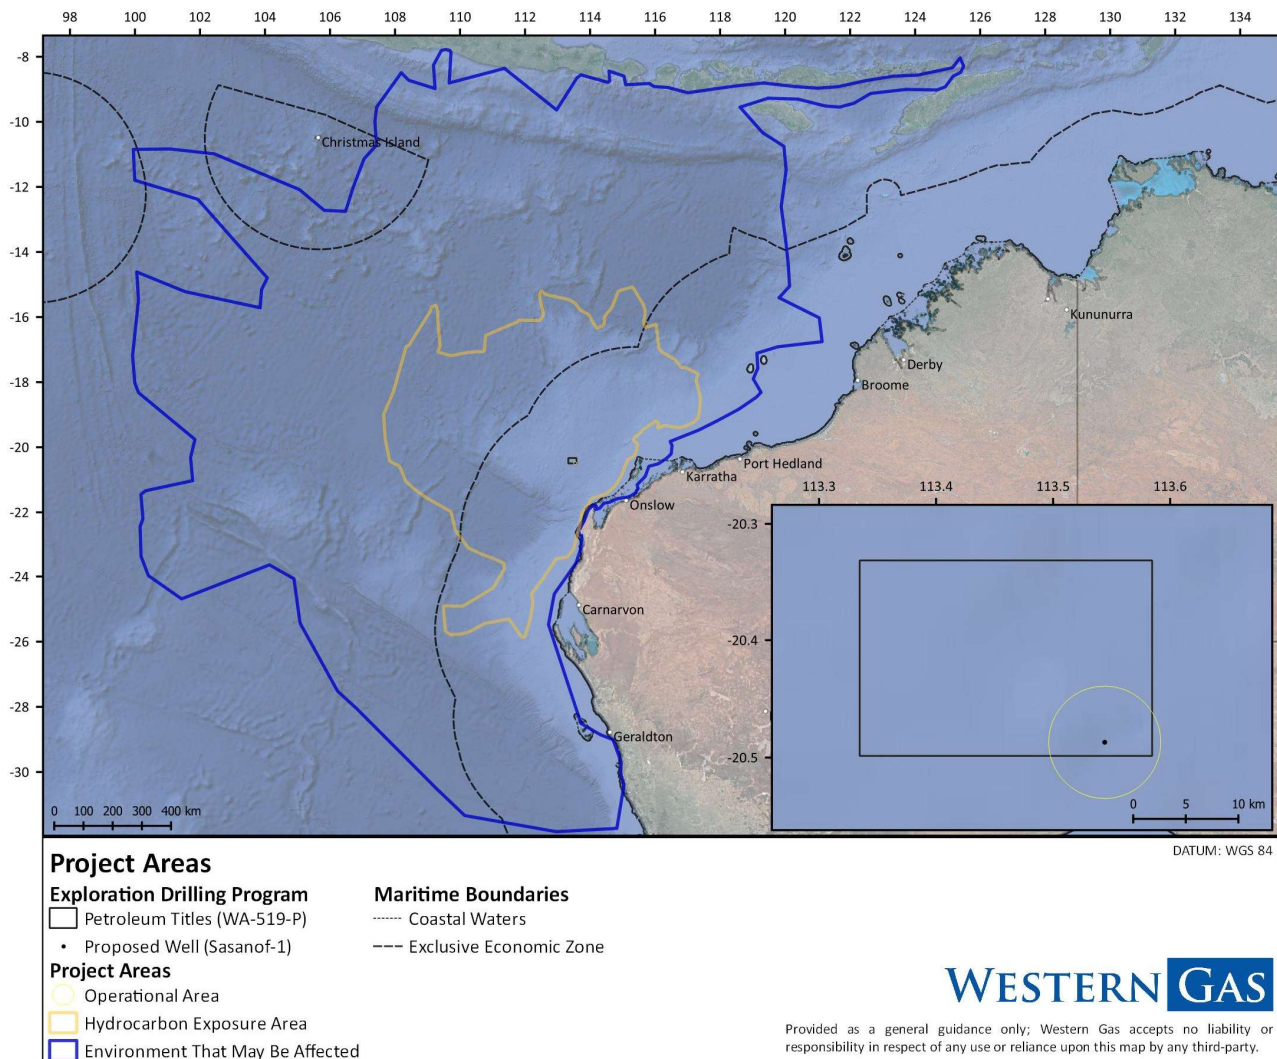 98 100 102 104 106 108 110 112 114 116 118 120 122 124 126 128 130 132 134
-8
-10
Christmas Island
-12
-14
-16
Kununurra
Derby
-18
Broome
-20
Port Hedland
Karratha
113.3 113.4 113.5 113.6
Onslow
-22
-20.3
-24
Carnarvon
-20.4
-26
-28
Geraldton
-20.5
-30
0 100 200 300 400 km
0 5 10 km
DATUM: WGS 84
Project Areas
Exploration Drilling Program
Petroleum Titles (WA-519-P)
Proposed Well (Sasanof-1)
Project Areas
Operational Area
Hydrocarbon Exposure Area
Environment That May Be Affected
Maritime Boundaries
Coastal Waters
Exclusive Economic Zone
WESTERN GAS
Provided as a general guidance only; Western Gas accepts no liability or
responsibility in respect of any use or reliance upon this map by any third-party.